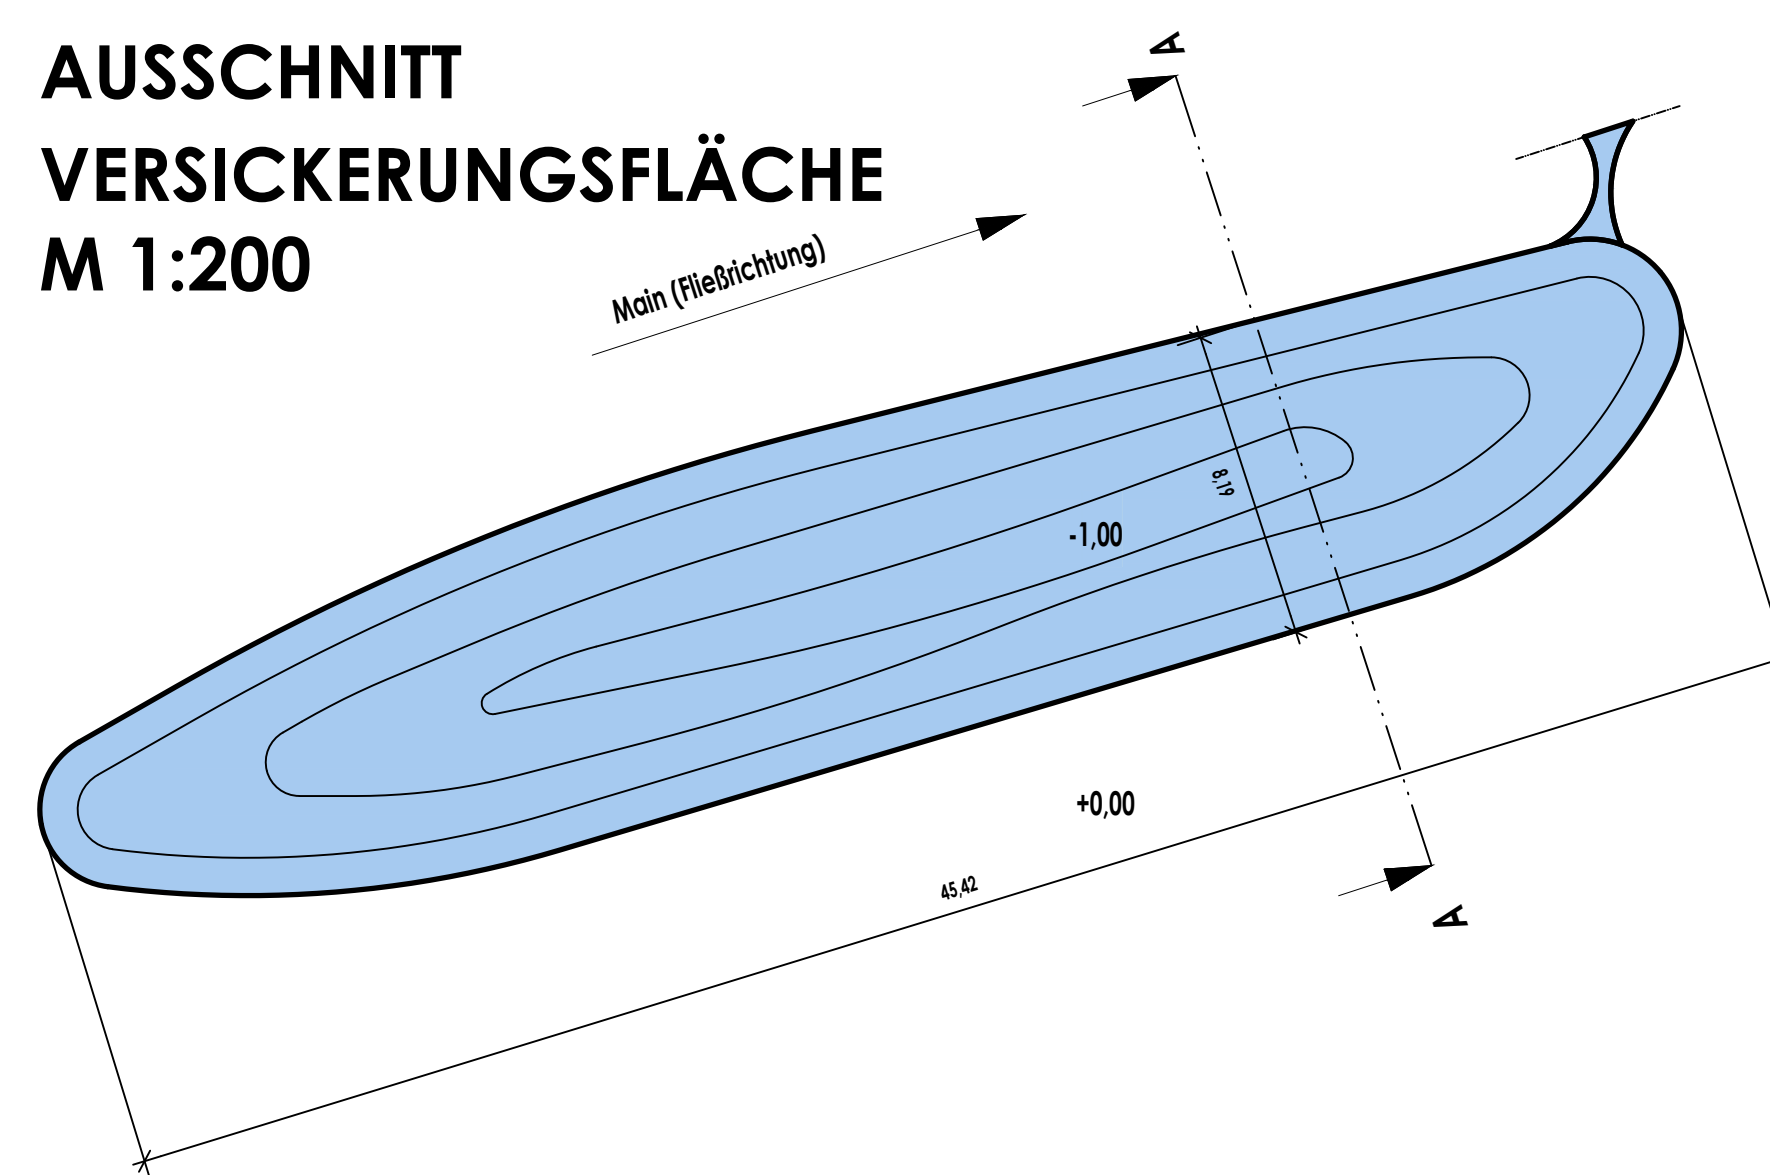 AUSSCHNITT
VERSICKERUNGSFLÄCHE
M 1:200
Main (Fließrichtung)
A
8,19
-1,00
+0,00
45,42
A